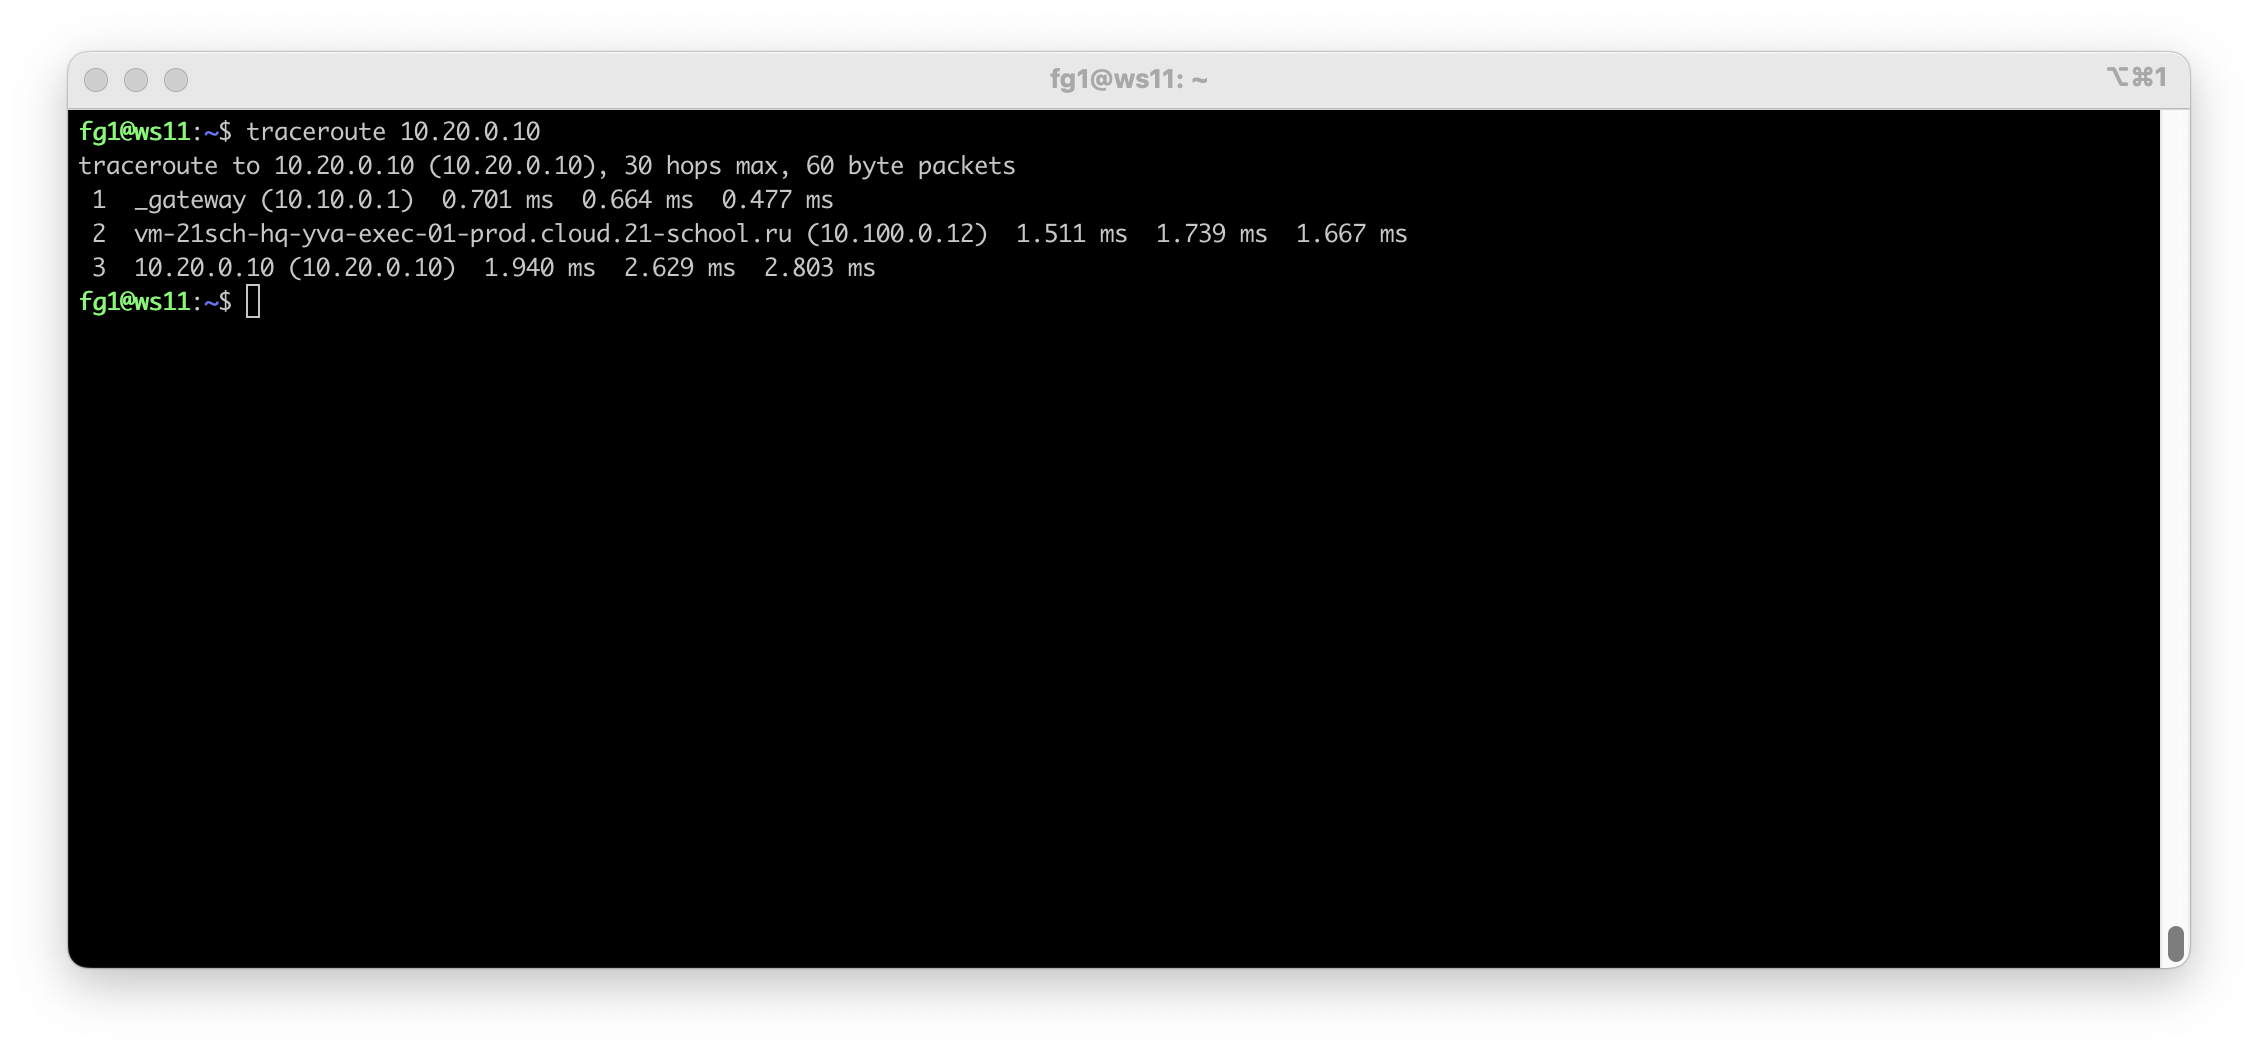 fg1@ws11: ~
⌥⌘1
fg1@ws11:~$ traceroute 10.20.0.10
traceroute to 10.20.0.10 (10.20.0.10), 30 hops max, 60 byte packets
 1  _gateway (10.10.0.1)  0.701 ms  0.664 ms  0.477 ms
 2  vm-21sch-hq-yva-exec-01-prod.cloud.21-school.ru (10.100.0.12)  1.511 ms  1.739 ms  1.667 ms
 3  10.20.0.10 (10.20.0.10)  1.940 ms  2.629 ms  2.803 ms
fg1@ws11:~$